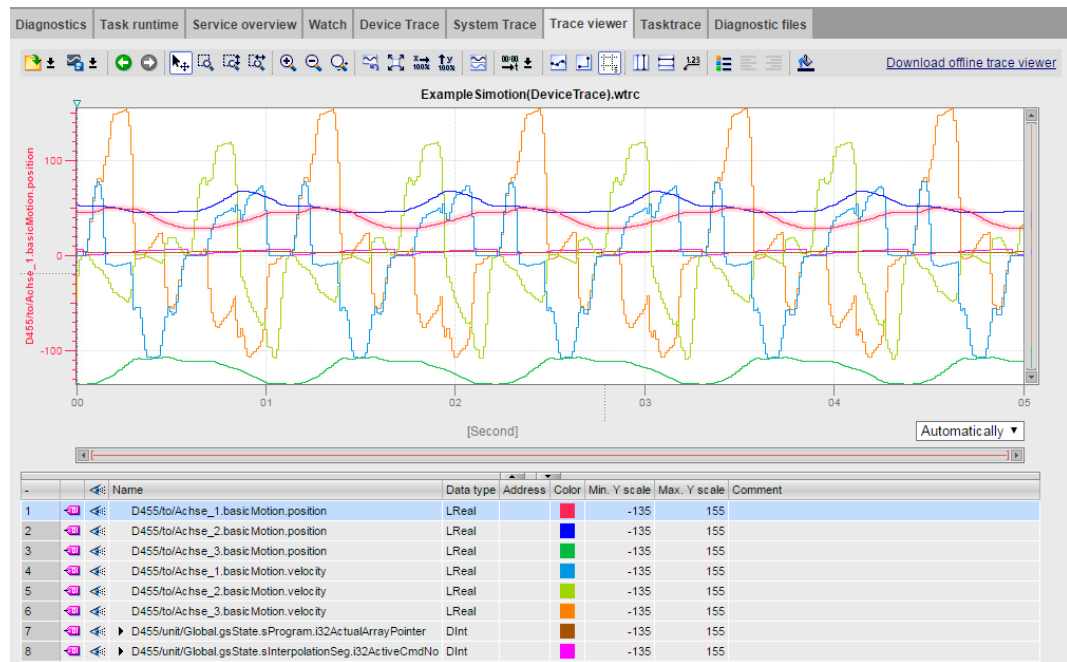 Diagnostics Task runtime Service overview Watch Device Trace System Trace Trace viewer Tasktrace Diagnostic files
Download offline trace viewer
ExampleSimotion(DeviceTrace).wtrc
D455/to/Achse_1.basicMotion.position
100
0
-100
00 01 02 03 04 05
[Second]
Automatically
- Name Data type Address Color Min. Y scale Max. Y scale Comment
1 D455/to/Achse_1.basicMotion.position LReal -135 155
2 D455/to/Achse_2.basicMotion.position LReal -135 155
3 D455/to/Achse_3.basicMotion.position LReal -135 155
4 D455/to/Achse_1.basicMotion.velocity LReal -135 155
5 D455/to/Achse_2.basicMotion.velocity LReal -135 155
6 D455/to/Achse_3.basicMotion.velocity LReal -135 155
7 D455/unit/Global.gsState.sProgram.i32ActualArrayPointer DInt -135 155
8 D455/unit/Global.gsState.sInterpolationSeg.i32ActiveCmdNo DInt -135 155